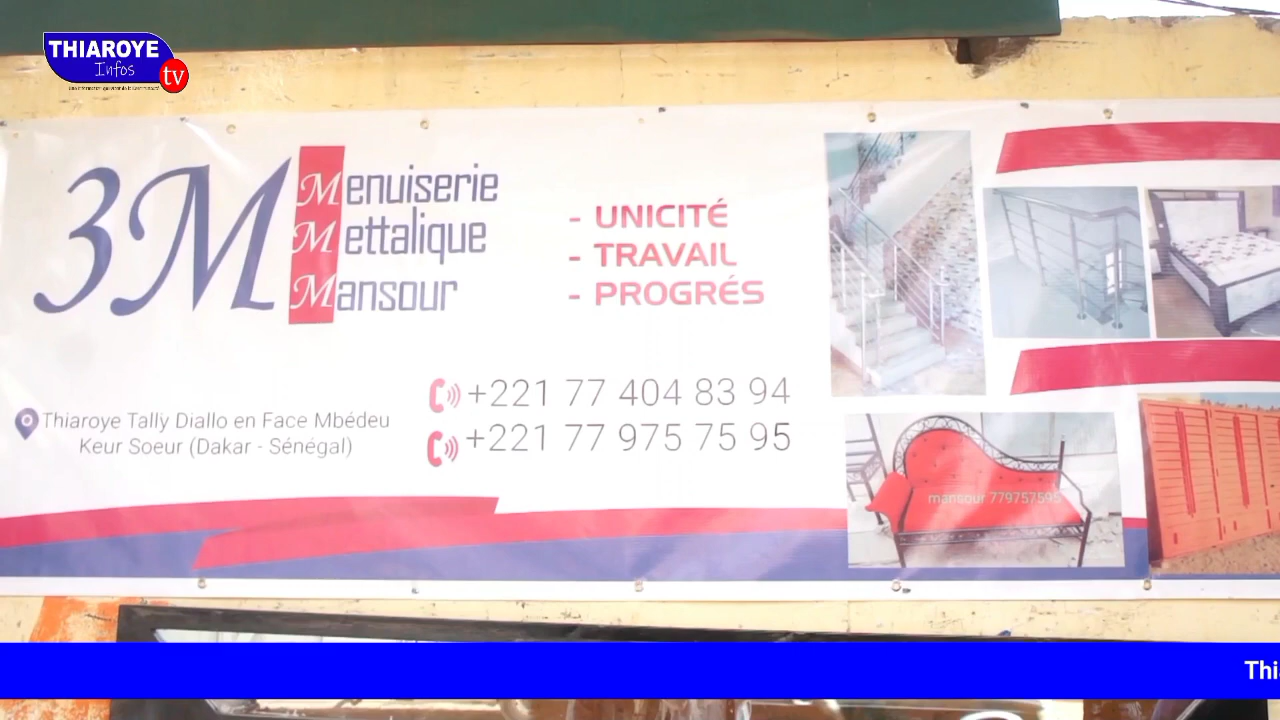 THIAROYE
Infos
tv
3M
Menuiserie
Mettalique
Mansour
- UNICITÉ
- TRAVAIL
- PROGRÉS
+221 77 404 83 94
+221 77 975 75 95
Thiaroye Tally Diallo en Face Mbédeu
Keur Soeur (Dakar - Sénégal)
mansour 779757595
Thi